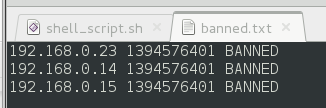 shell_script.sh banned.txt
192.168.0.23 1394576401 BANNED
192.168.0.14 1394576401 BANNED
192.168.0.15 1394576401 BANNED